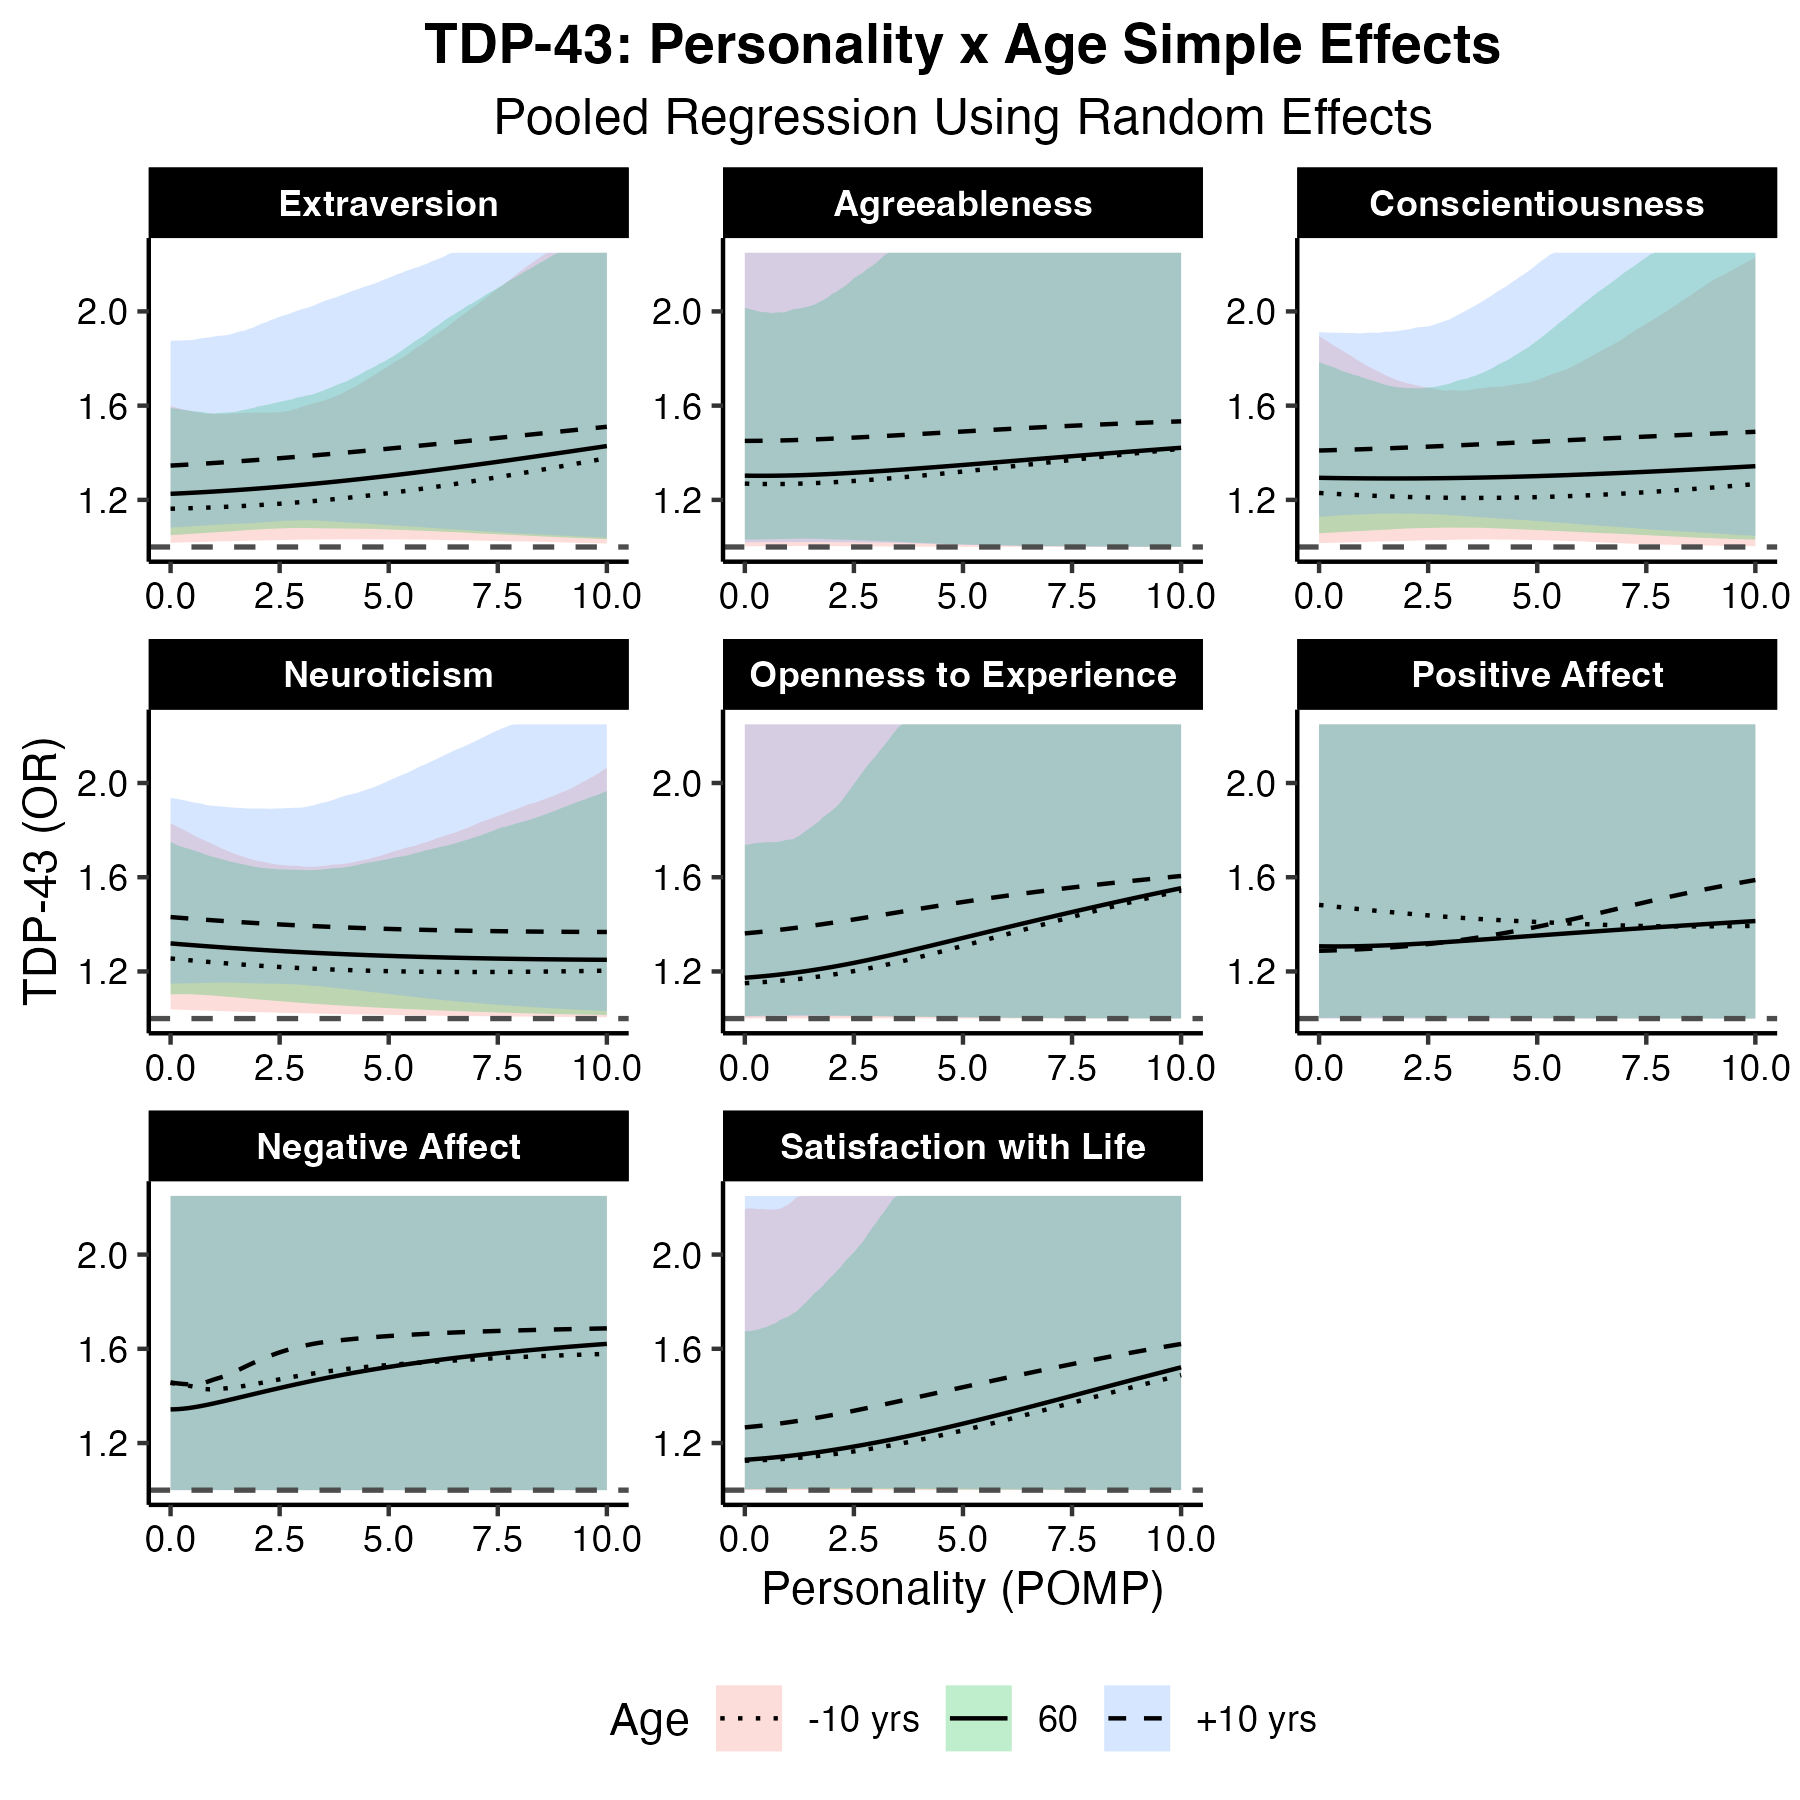 TDP-43: Personality x Age Simple Effects
Pooled Regression Using Random Effects
Extraversion
Agreeableness
Conscientiousness
2.0
1.6
1.2
2.0
1.6
1.2
2.0
1.6
1.2
0.0 2.5 5.0 7.5 10.0
0.0 2.5 5.0 7.5 10.0
0.0 2.5 5.0 7.5 10.0
Neuroticism
Openness to Experience
Positive Affect
TDP-43 (OR)
2.0
1.6
1.2
2.0
1.6
1.2
2.0
1.6
1.2
0.0 2.5 5.0 7.5 10.0
0.0 2.5 5.0 7.5 10.0
0.0 2.5 5.0 7.5 10.0
Negative Affect
Satisfaction with Life
2.0
1.6
1.2
2.0
1.6
1.2
0.0 2.5 5.0 7.5 10.0
0.0 2.5 5.0 7.5 10.0
Personality (POMP)
Age -10 yrs 60 +10 yrs